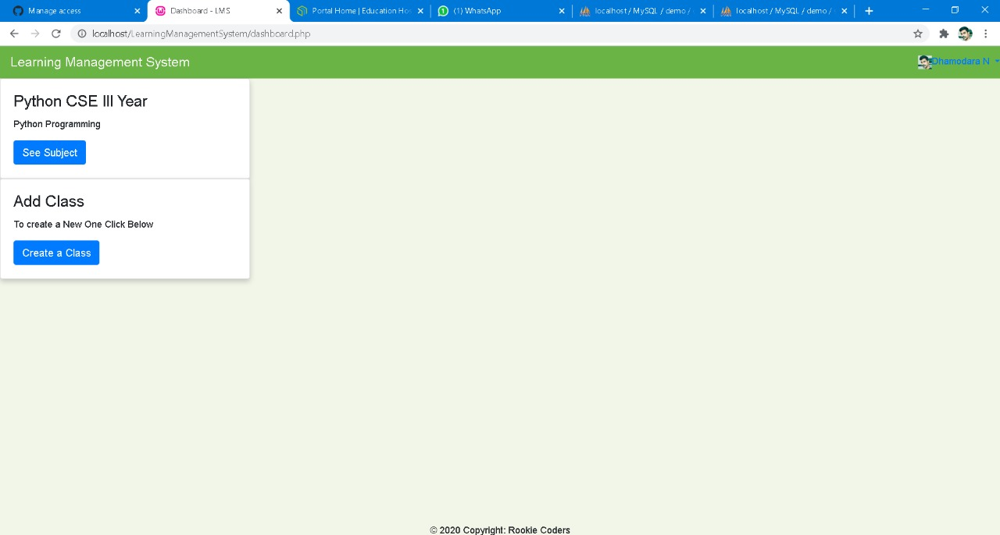 Manage access
Dashboard - LMS
Portal Home | Education Ho
(1) WhatsApp
localhost / MySQL / demo /
localhost / MySQL / demo /
localhost/LearningManagementSystem/dashboard.php
Learning Management System
Dhamodara N
Python CSE III Year
Python Programming
See Subject
Add Class
To create a New One Click Below
Create a Class
© 2020 Copyright: Rookie Coders